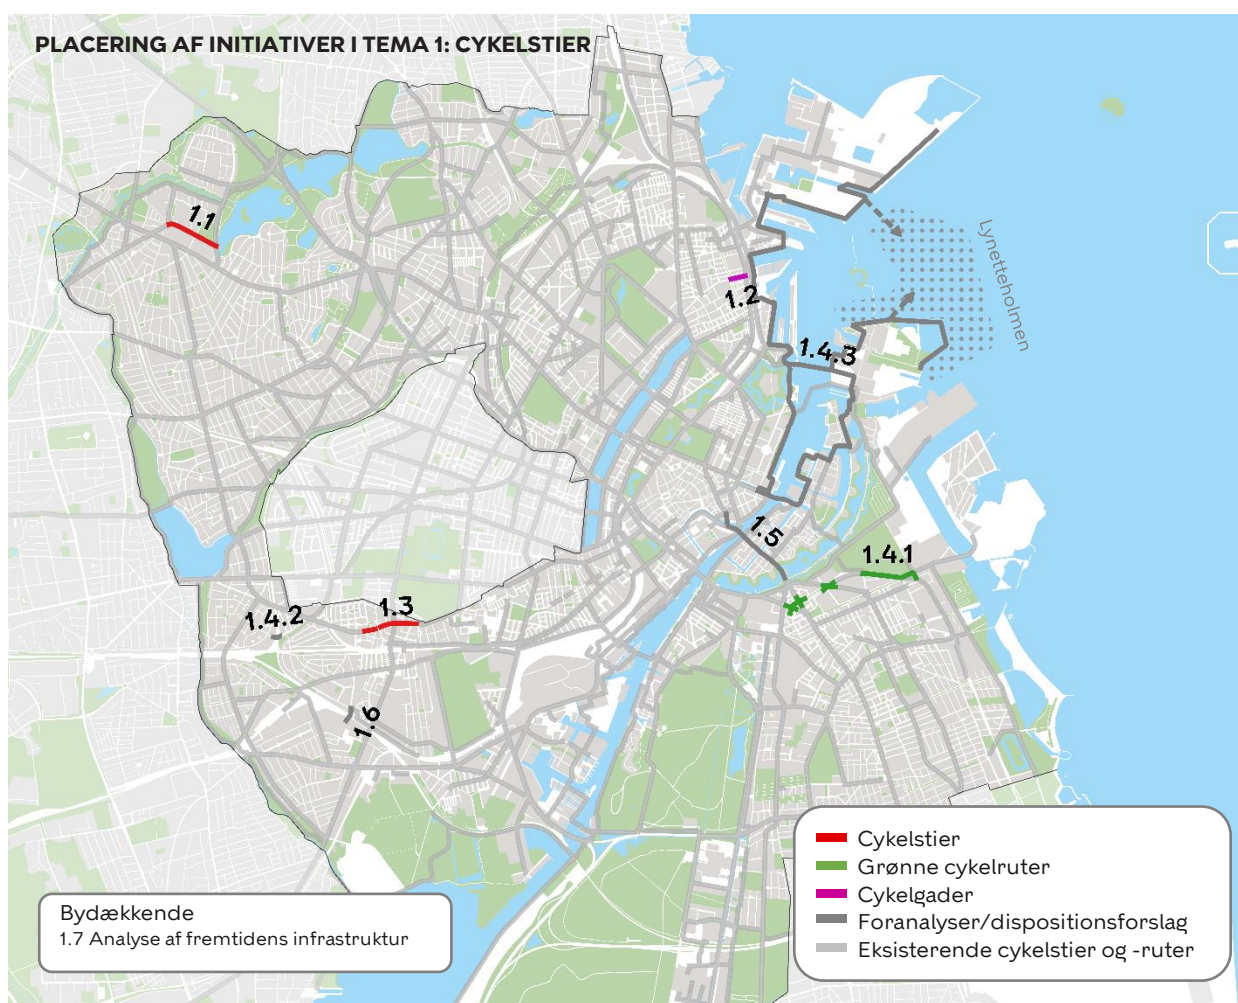 PLACERING AF INITIATIVER I TEMA 1: CYKELSTIER
1.1
Lynetteholmen
1.2
1.4.3
1.5
1.4.1
1.4.2
1.3
1.6
Cykelstier
Grønne cykelruter
Cykelgader
Foranalyser/dispositionsforslag
Eksisterende cykelstier og -ruter
Bydækkende
1.7 Analyse af fremtidens infrastruktur